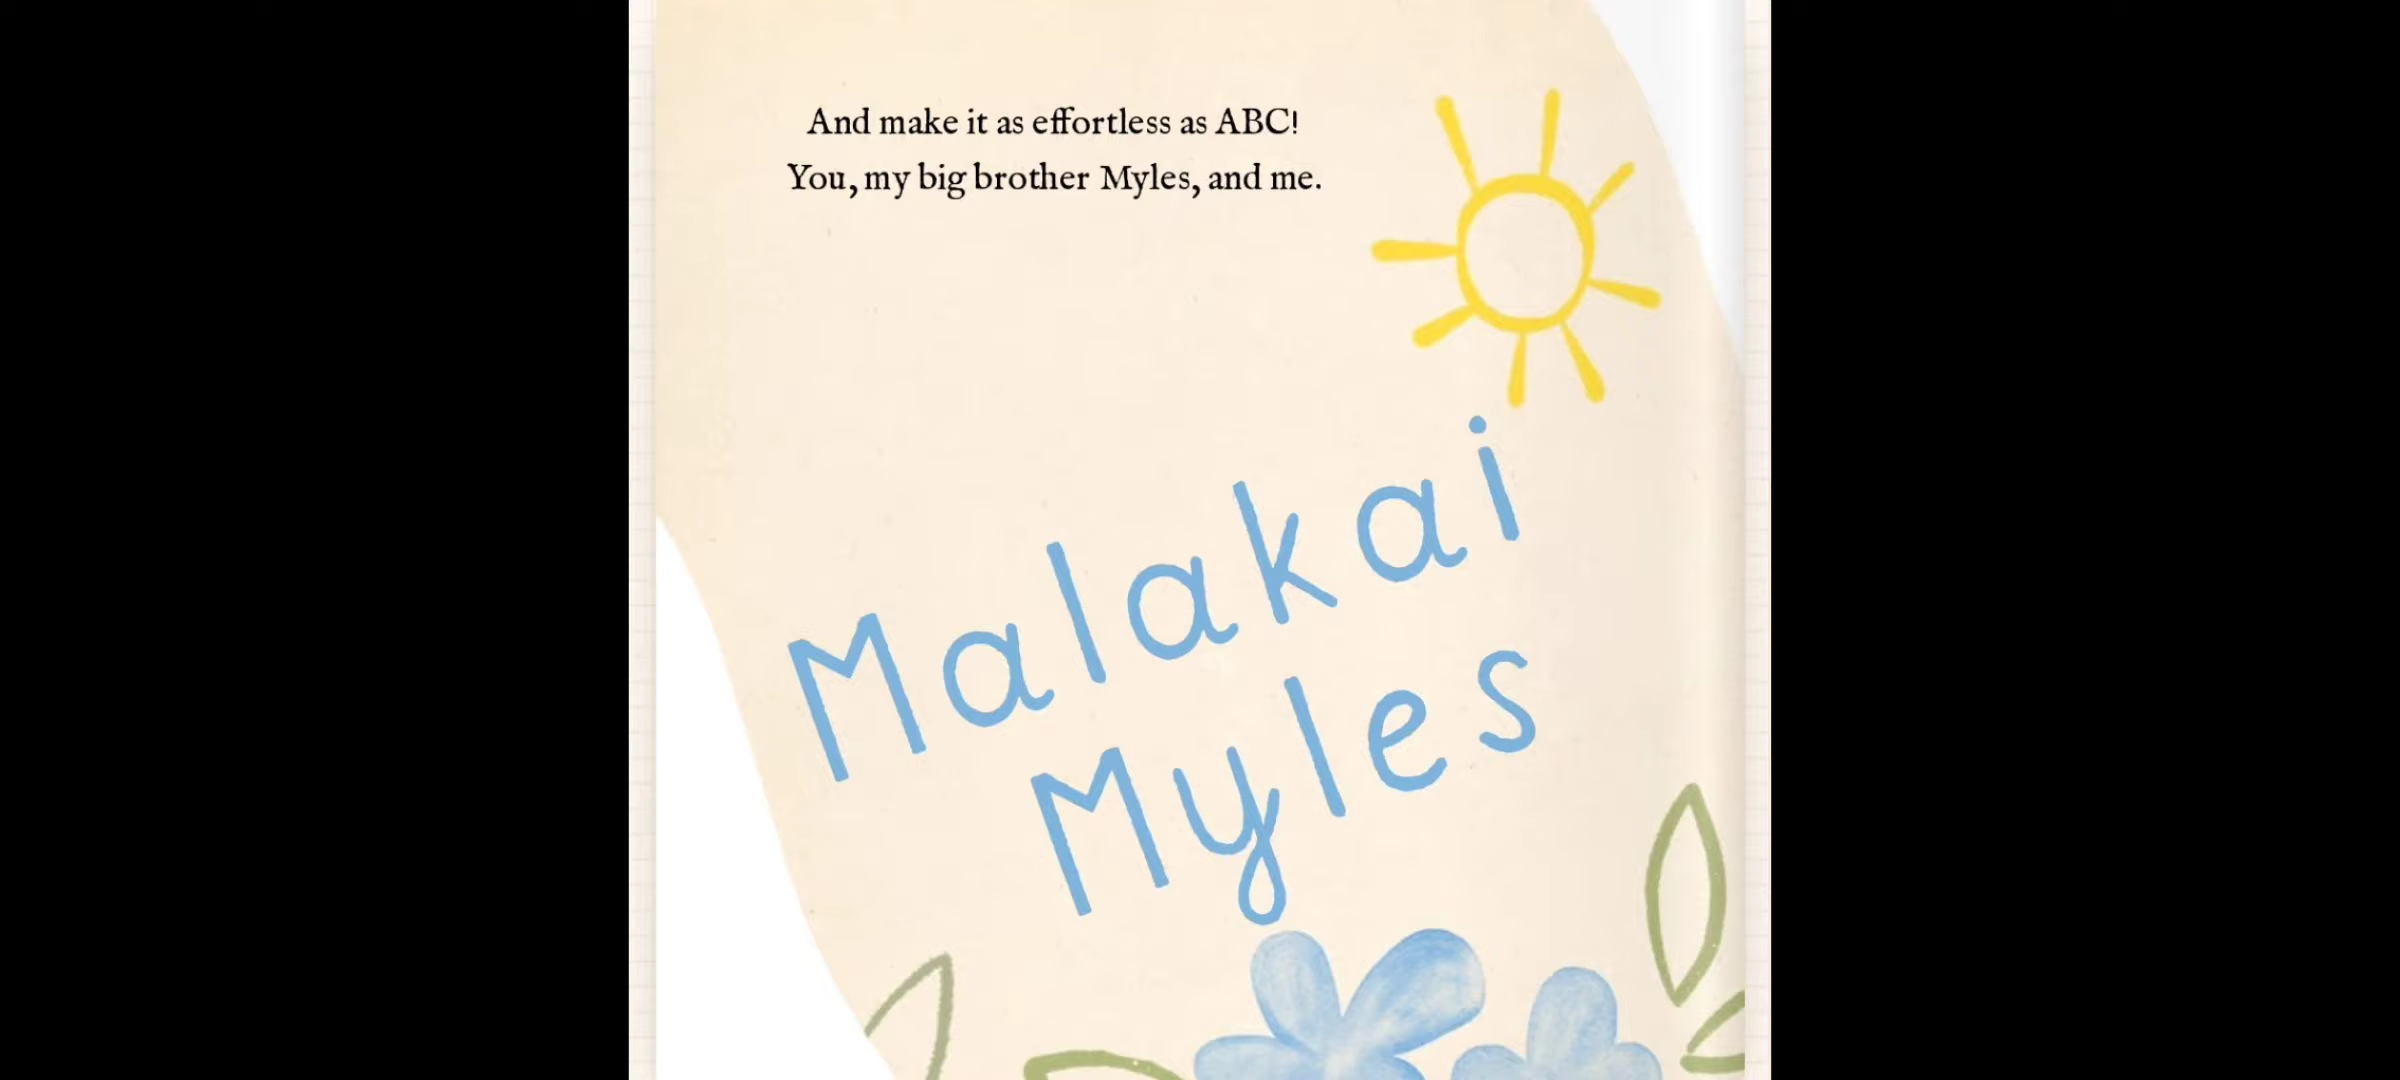 And make it as effortless as ABC!
You, my big brother Myles, and me.
Malakai
Myles